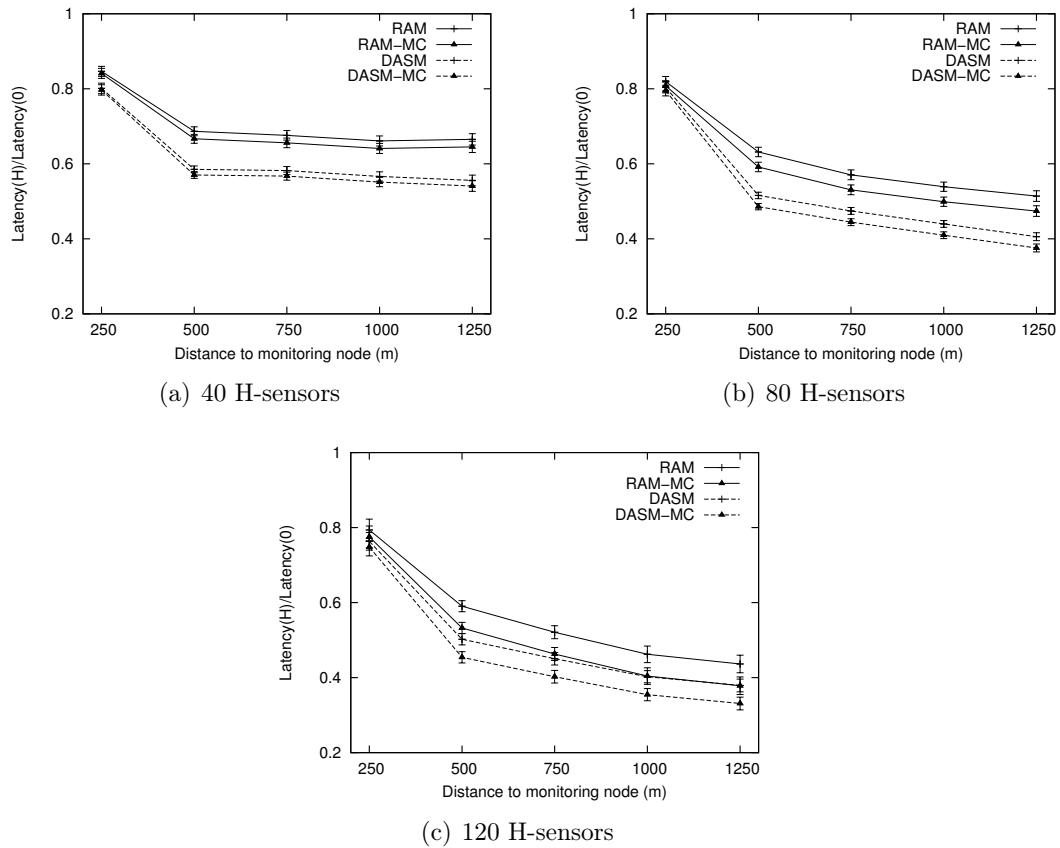 1
0.8
0.6
0.4
0.2
250 500 750 1000 1250
Latency(H)/Latency(0)
Distance to monitoring node (m)
RAM
RAM-MC
DASM
DASM-MC
(a) 40 H-sensors
1
0.8
0.6
0.4
0.2
250 500 750 1000 1250
Latency(H)/Latency(0)
Distance to monitoring node (m)
RAM
RAM-MC
DASM
DASM-MC
(b) 80 H-sensors
1
0.8
0.6
0.4
0.2
250 500 750 1000 1250
Latency(H)/Latency(0)
Distance to monitoring node (m)
RAM
RAM-MC
DASM
DASM-MC
(c) 120 H-sensors